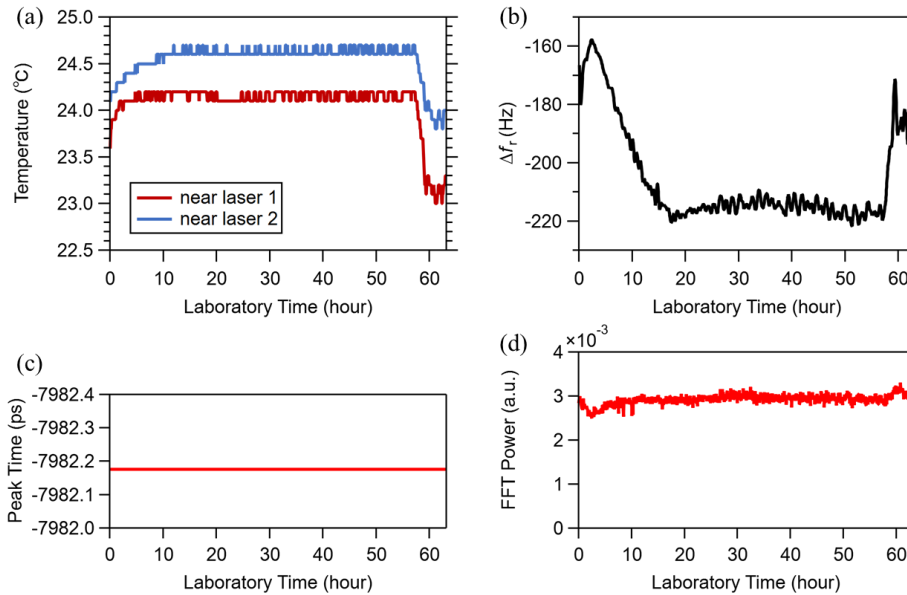 (a)
25.0
24.5
24.0
23.5
23.0
22.5
Temperature (°C)
near laser 1
near laser 2
0 10 20 30 40 50 60
Laboratory Time (hour)
(b)
-160
-180
-200
-220
Δfr (Hz)
0 10 20 30 40 50 60
Laboratory Time (hour)
(c)
-7982.4
-7982.3
-7982.2
-7982.1
-7982.0
Peak Time (ps)
0 10 20 30 40 50 60
Laboratory Time (hour)
(d)
×10⁻³
4
3
2
1
0
FFT Power (a.u.)
0 10 20 30 40 50 60
Laboratory Time (hour)